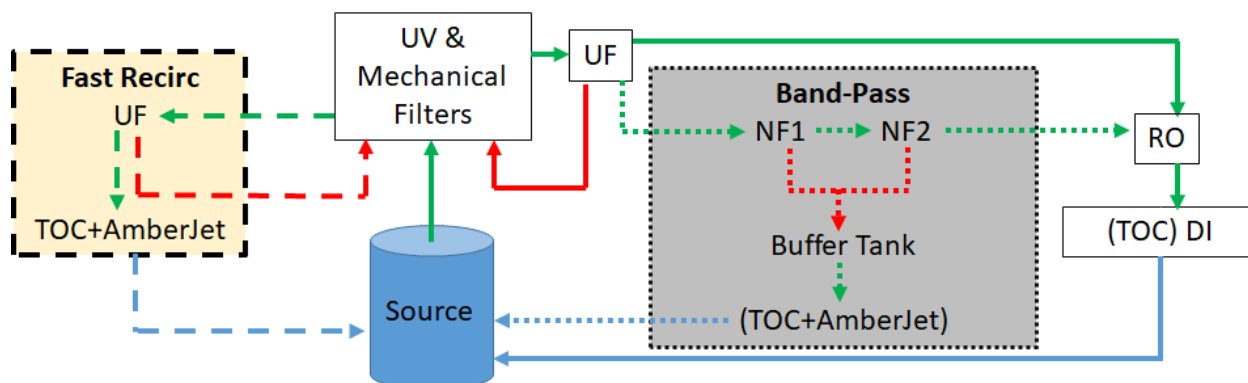 Fast Recirc
UF
TOC+AmberJet
UV &
Mechanical
Filters
UF
Source
Band-Pass
NF1
NF2
Buffer Tank
(TOC+AmberJet)
RO
(TOC) DI